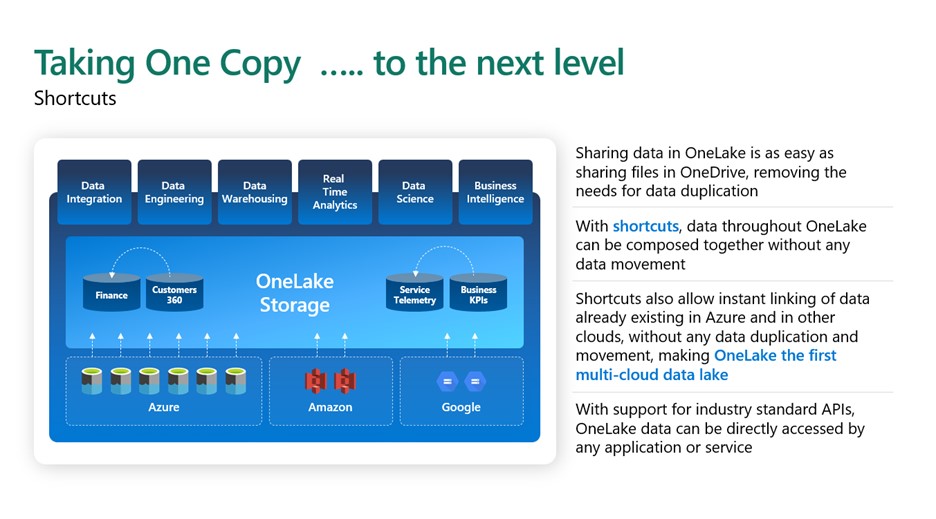 Taking One Copy ..... to the next level
Shortcuts
Data
Integration
Data
Engineering
Data
Warehousing
Real
Time
Analytics
Data
Science
Business
Intelligence
Finance
Customers
360
OneLake
Storage
Service
Telemetry
Business
KPIs
Azure
Amazon
Google
Sharing data in OneLake is as easy as
sharing files in OneDrive, removing the
needs for data duplication
With shortcuts, data throughout OneLake
can be composed together without any
data movement
Shortcuts also allow instant linking of data
already existing in Azure and in other
clouds, without any data duplication and
movement, making OneLake the first
multi-cloud data lake
With support for industry standard APIs,
OneLake data can be directly accessed by
any application or service